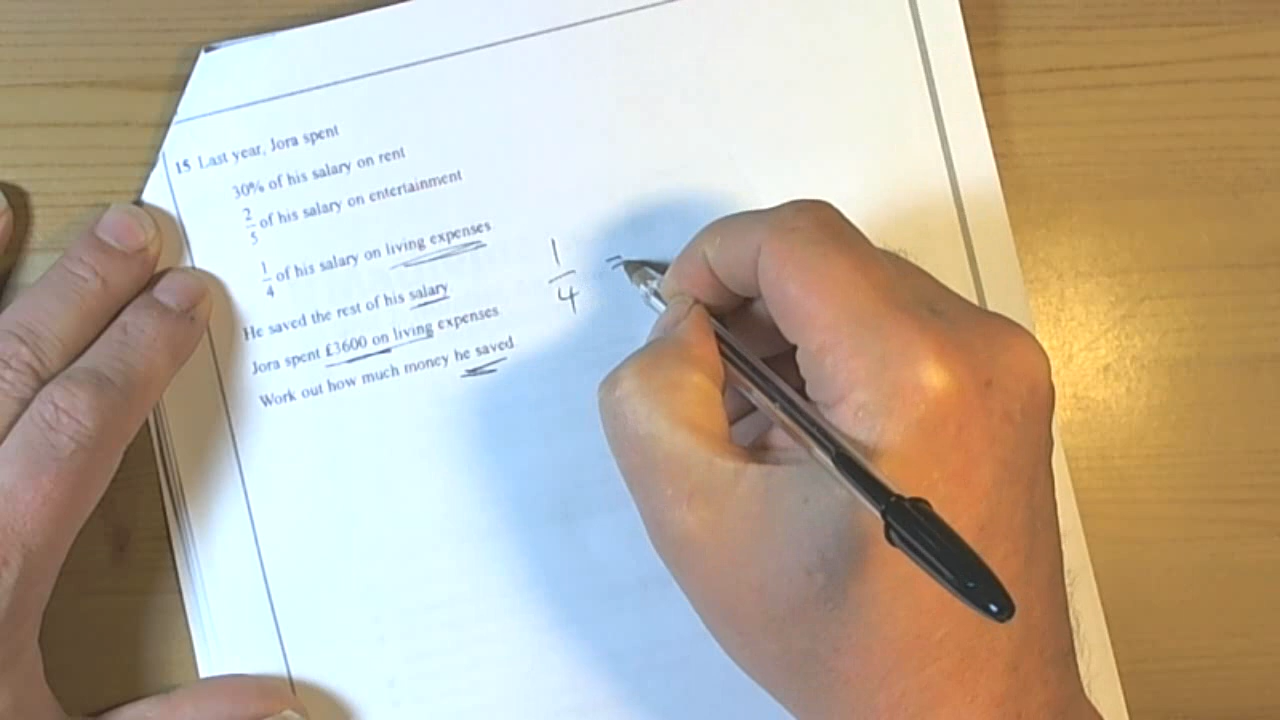 15 Last year, Jora spent
30% of his salary on rent
2/5 of his salary on entertainment
1/4 of his salary on living expenses
He saved the rest of his salary
Jora spent £3600 on living expenses
Work out how much money he saved.
1/4 =